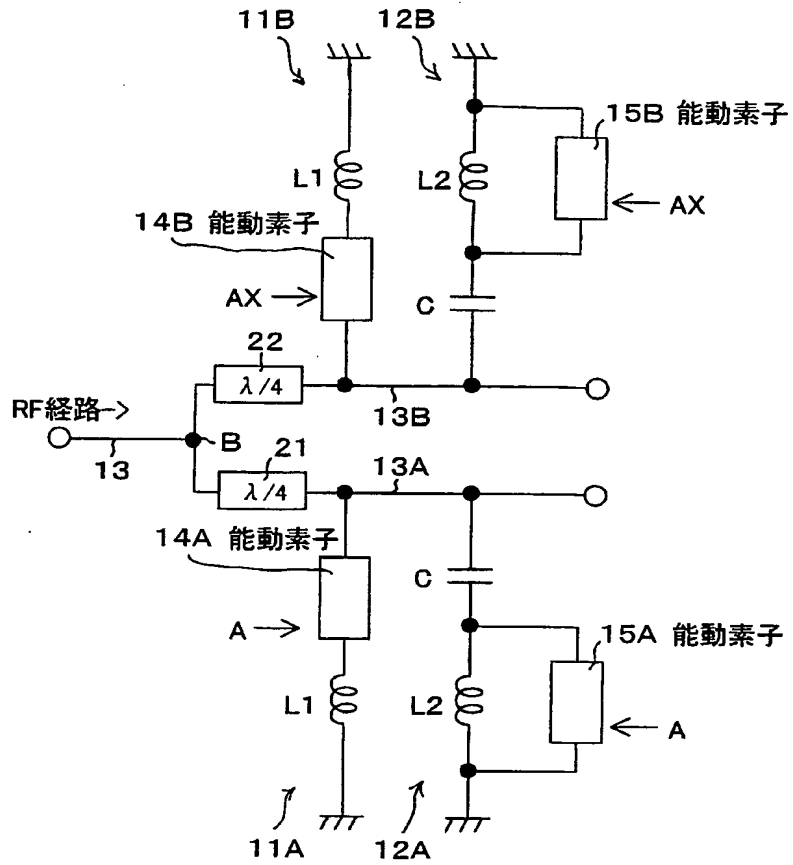 11B
12B
15B 能動素子
L1
L2
14B 能動素子
AX
AX
C
22
λ/4
13B
RF経路->
B
13
21
13A
λ/4
14A 能動素子
C
15A 能動素子
A
L1
L2
A
11A
12A